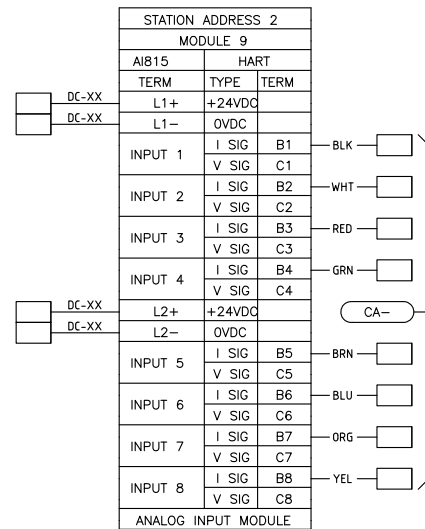 STATION ADDRESS 2
MODULE 9
AI815 HART
TERM TYPE TERM
DC-XX L1+ +24VDC
DC-XX L1- 0VDC
INPUT 1 I SIG B1 BLK
V SIG C1
INPUT 2 I SIG B2 WHT
V SIG C2
INPUT 3 I SIG B3 RED
V SIG C3
INPUT 4 I SIG B4 GRN
V SIG C4
DC-XX L2+ +24VDC CA-
DC-XX L2- 0VDC
INPUT 5 I SIG B5 BRN
V SIG C5
INPUT 6 I SIG B6 BLU
V SIG C6
INPUT 7 I SIG B7 ORG
V SIG C7
INPUT 8 I SIG B8 YEL
V SIG C8
ANALOG INPUT MODULE